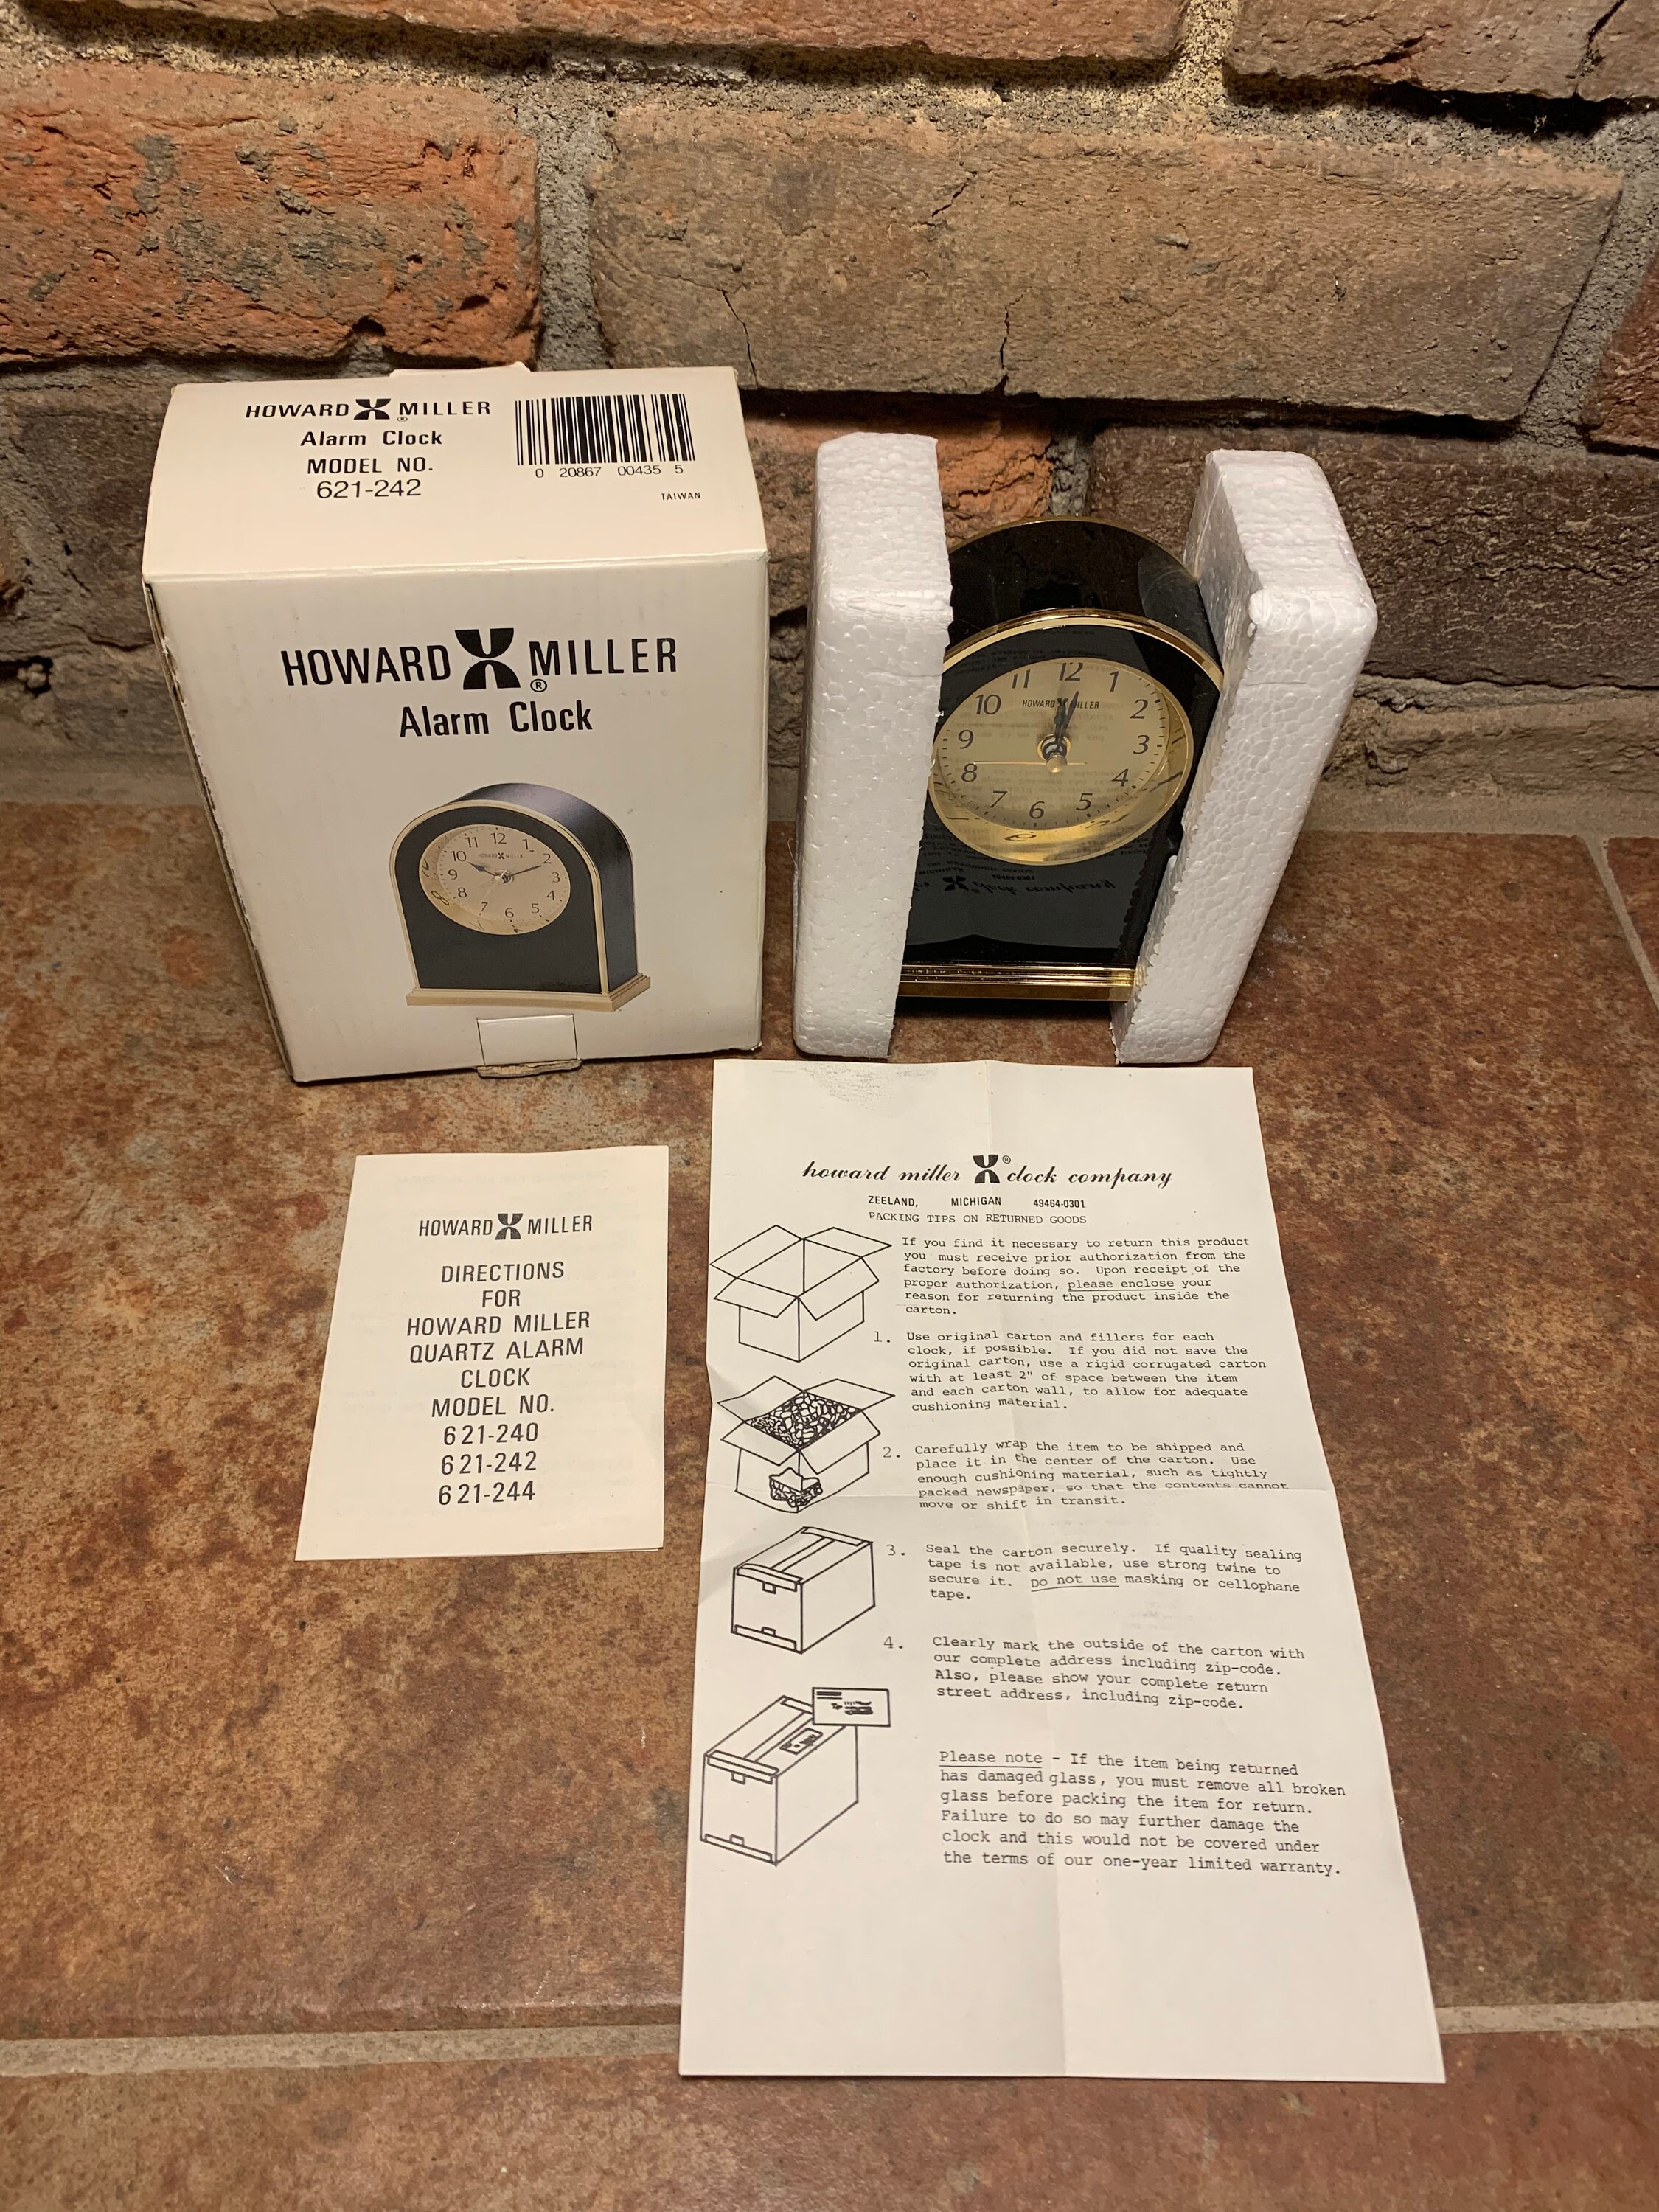 HOWARD MILLER
®
Alarm Clock
MODEL NO.
621-242
0 20867 00435 5
TAIWAN
HOWARD MILLER
®
Alarm Clock
11 12 1
10 2
9 3
8 4
7 6 5
HOWARD MILLER
11 12 1
10 2
9 3
8 4
7 6 5
HOWARD MILLER
clock company
HOWARD MILLER
DIRECTIONS
FOR
HOWARD MILLER
QUARTZ ALARM
CLOCK
MODEL NO.
621-240
621-242
621-244
howard miller ® clock company
ZEELAND, MICHIGAN 49464-0301
PACKING TIPS ON RETURNED GOODS
If you find it necessary to return this product
you must receive prior authorization from the
factory before doing so. Upon receipt of the
proper authorization, please enclose your
reason for returning the product inside the
carton.
1. Use original carton and fillers for each
clock, if possible. If you did not save the
original carton, use a rigid corrugated carton
with at least 2" of space between the item
and each carton wall, to allow for adequate
cushioning material.
2. Carefully wrap the item to be shipped and
place it in the center of the carton. Use
enough cushioning material, such as tightly
packed newspaper, so that the contents cannot
move or shift in transit.
3. Seal the carton securely. If quality sealing
tape is not available, use strong twine to
secure it. Do not use masking or cellophane
tape.
4. Clearly mark the outside of the carton with
our complete address including zip-code.
Also, please show your complete return
street address, including zip-code.
Please note - If the item being returned
has damaged glass, you must remove all broken
glass before packing the item for return.
Failure to do so may further damage the
clock and this would not be covered under
the terms of our one-year limited warranty.